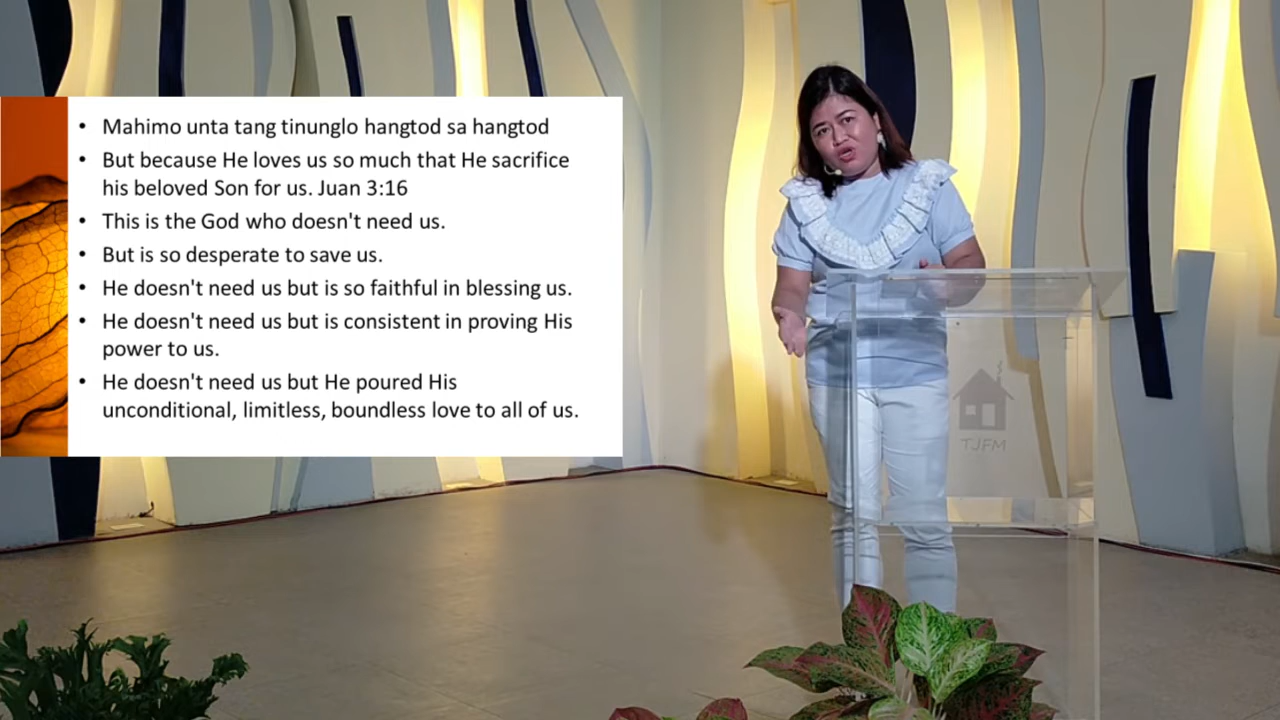 • Mahimo unta tang tinunglo hangtod sa hangtod
• But because He loves us so much that He sacrifice
his beloved Son for us. Juan 3:16
• This is the God who doesn't need us.
• But is so desperate to save us.
• He doesn't need us but is so faithful in blessing us.
• He doesn't need us but is consistent in proving His
power to us.
• He doesn't need us but He poured His
unconditional, limitless, boundless love to all of us.
TJFM